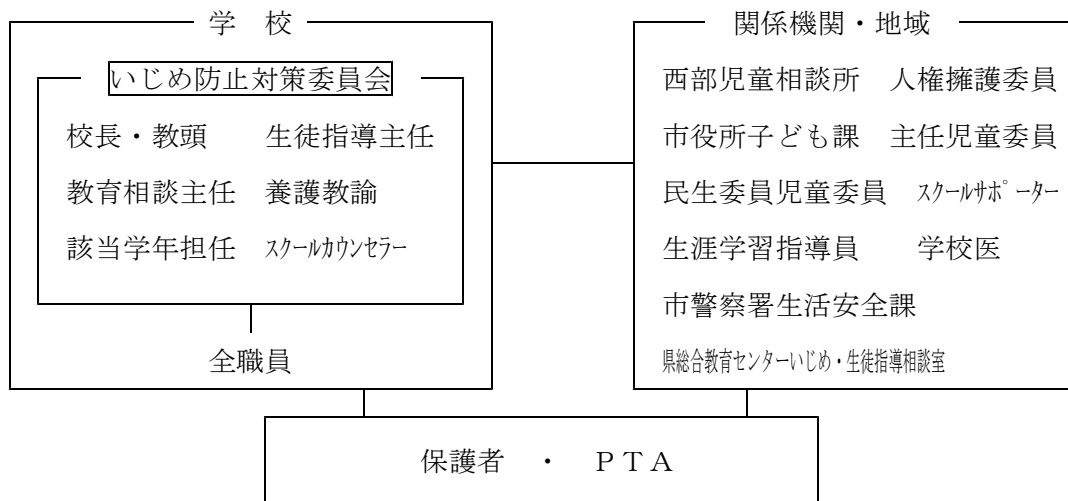 学　校
いじめ防止対策委員会
校長・教頭　　生徒指導主任
教育相談主任　養護教諭
該当学年担任　スクールカウンセラー
全職員
関係機関・地域
西部児童相談所　人権擁護委員
市役所子ども課　主任児童委員
民生委員児童委員　スクールサポーター
生涯学習指導員　　学校医
市警察署生活安全課
県総合教育センターいじめ・生徒指導相談室
保護者　・　ＰＴＡ